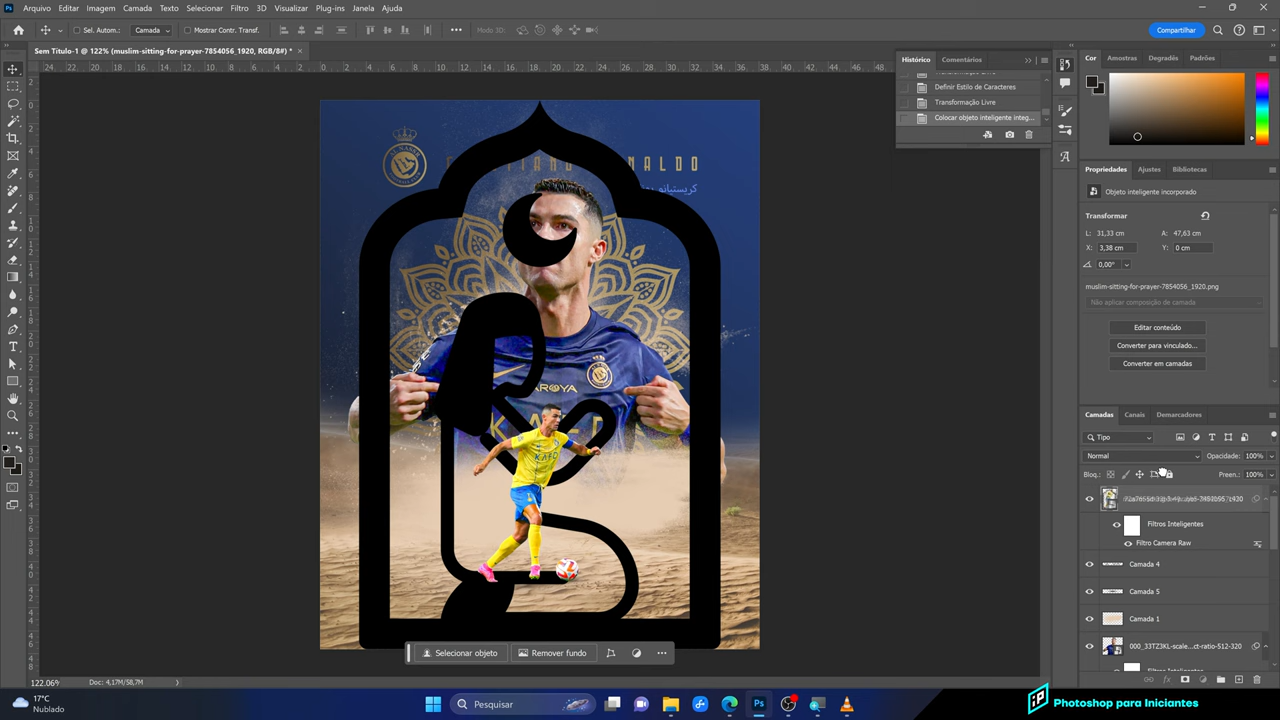 Arquivo Editar Imagem Camada Texto Selecionar Filtro 3D Visualizar Plug-ins Janela Ajuda
Sel. Autom.: Camada Mostrar Contr. Transf. Modo 3D: Compartilhar
Sem Título-1 @ 122% (muslim-sitting-for-prayer-7854056_1920, RGB/8#) *
Histórico Comentários
Definir Estilo de Caracteres
Transformação Livre
Colocar objeto inteligente integ...
Cor Amostras Degradês Padrões
Propriedades Ajustes Bibliotecas
Objeto inteligente incorporado
Transformar
L: 31,33 cm A: 47,63 cm
X: 3,38 cm Y: 0 cm
0,00°
muslim-sitting-for-prayer-7854056_1920.png
Não aplicar composição de camada
Editar conteúdo
Converter para vinculado...
Converter em camadas
Camadas Canais Demarcadores
Tipo
Normal Opacidade: 100%
Bloq.: Preen.: 100%
Filtros Inteligentes
Filtro Camera Raw
Camada 4
Camada 5
Camada 1
000_33TZ3KL-scale...ct-ratio-512-320
NALDO
كريستيانو
KAFD
Selecionar objeto Remover fundo
122.06% Doc: 4,17M/58,7M
17°C
Nublado
Pesquisar
Photoshop para Iniciantes